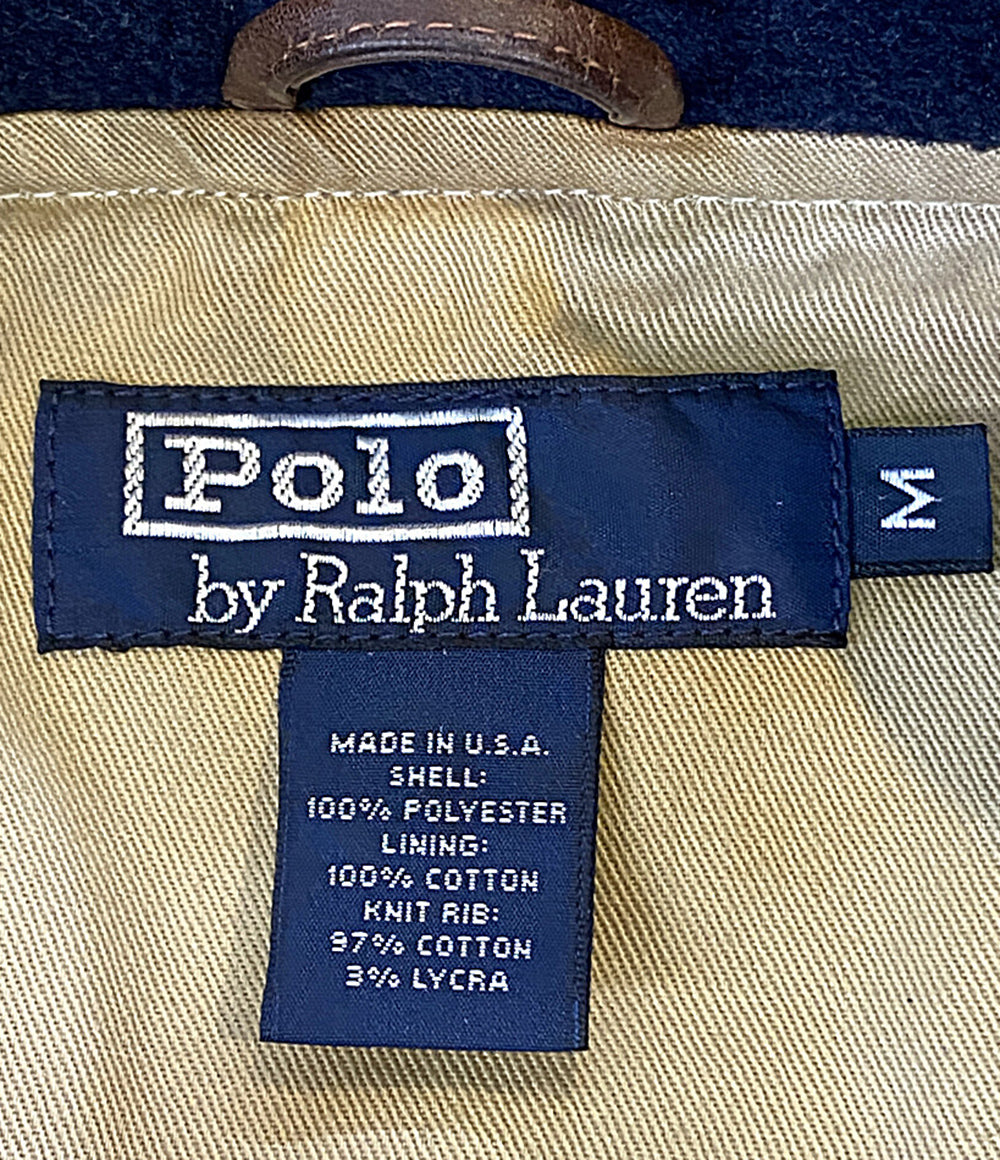 Polo
by Ralph Lauren
M
MADE IN U.S.A.
SHELL:
100% POLYESTER
LINING:
100% COTTON
KNIT RIB:
97% COTTON
3% LYCRA